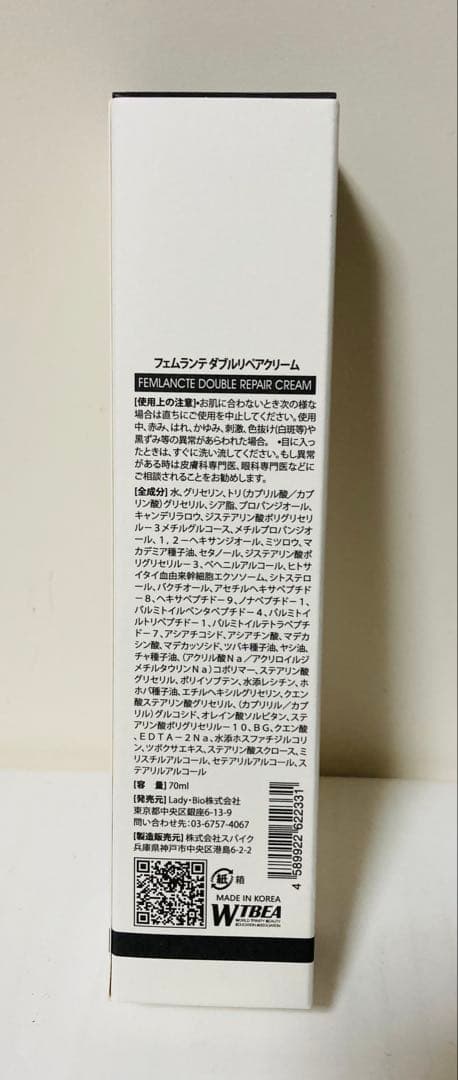 フェムランテ ダブルリペアクリーム
FEMLANCTE DOUBLE REPAIR CREAM
[使用上の注意]•お肌に合わないとき次の様な
場合は直ちにご使用を中止してください。使用
中、赤み、はれ、かゆみ、刺激、色抜け(白斑等)や
黒ずみ等の異常があらわれた場合。 •目に入っ
たときは、すぐに洗い流してください。もし異常
がある時は皮膚科専門医、眼科専門医などに
ご相談されることをお勧めします。
[全成分] 水、グリセリン、トリ(カプリル酸／カプ
リン酸)グリセリル、シア脂、プロパンジオール、
キャンデリラロウ、ジステアリン酸ポリグリセリ
ル－３メチルグルコース、メチルプロパンジオ
ール、１，２－ヘキサンジオール、ミツロウ、マ
カデミア種子油、セタノール、ジステアリン酸ポ
リグリセリル－３、ベヘニルアルコール、ヒトサ
イタイ血由来幹細胞エクソソーム、シトステロ
ール、バクチオール、アセチルヘキサペプチド
－８、ヘキサペプチド－９、ノナペプチド－１、
パルミトイルペンタペプチド－４、パルミトイ
ルトリペプチド－１、パルミトイルテトラペプチ
ド－７、アシアチコシド、アシアチン酸、マデカ
シン酸、マデカッソシド、ツバキ種子油、ヤシ油、
チャ種子油、(アクリル酸Ｎａ／アクリロイルジ
メチルタウリンＮａ)コポリマー、ステアリン酸
グリセリル、ポリイソブテン、水添レシチン、ホ
ホバ種子油、エチルヘキシルグリセリン、クエン
酸ステアリン酸グリセリル、(カプリリル／カプ
リル)グルコシド、オレイン酸ソルビタン、ステ
アリン酸ポリグリセリル－１０、ＢＧ、クエン酸
、ＥＤＴＡ－２Ｎａ、水添ホスファチジルコリ
ン、ツボクサエキス、ステアリン酸スクロース、ミ
リスチルアルコール、セテアリルアルコール、ス
テアリルアルコール
[容 量] 70ml
[発売元] Lady・Bio株式会社
東京都中央区銀座6-13-9
問い合わせ先：03-6757-4067
[製造販売元] 株式会社スパイク
兵庫県神戸市中央区港島6-2-2
4 589922 622331
紙 箱
MADE IN KOREA
WTBEA
WORLD TRINITY BEAUTY
EDUCATION ASSOCIATION